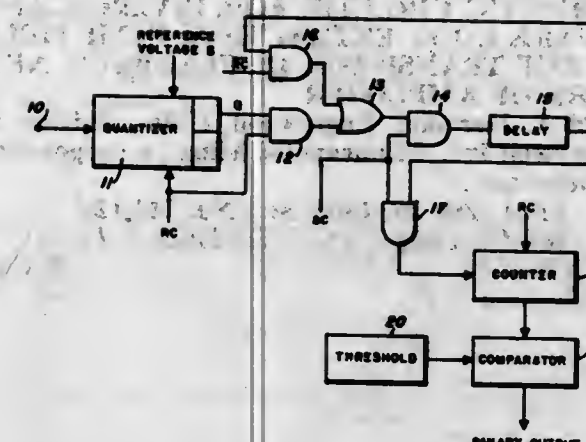 REFERENCE
VOLTAGE S
16
RC
13
14
15
10
QUANTIZER
Q
DELAY
12
11
17
RC
SC
RC
COUNTER
20
THRESHOLD
COMPARATOR
BINARY OUTPUT